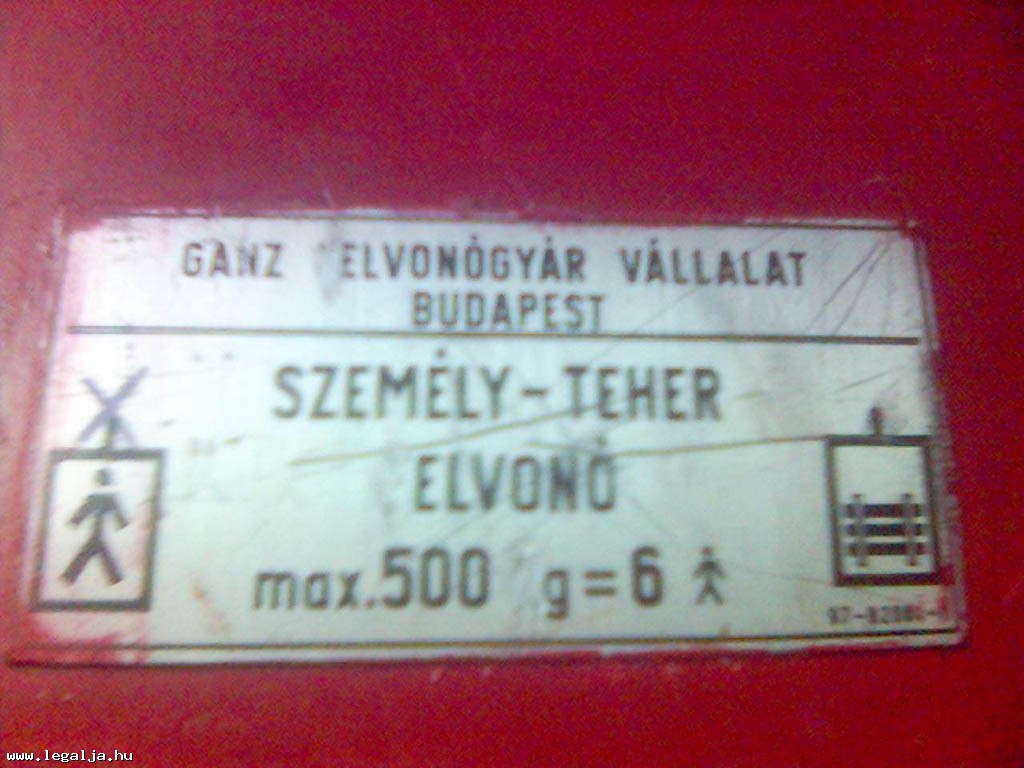 GANZ ELVONÓGYÁR VÁLLALAT
BUDAPEST
SZEMÉLY-TEHER
ELVONÓ
max.500 g=6
www.legalja.hu